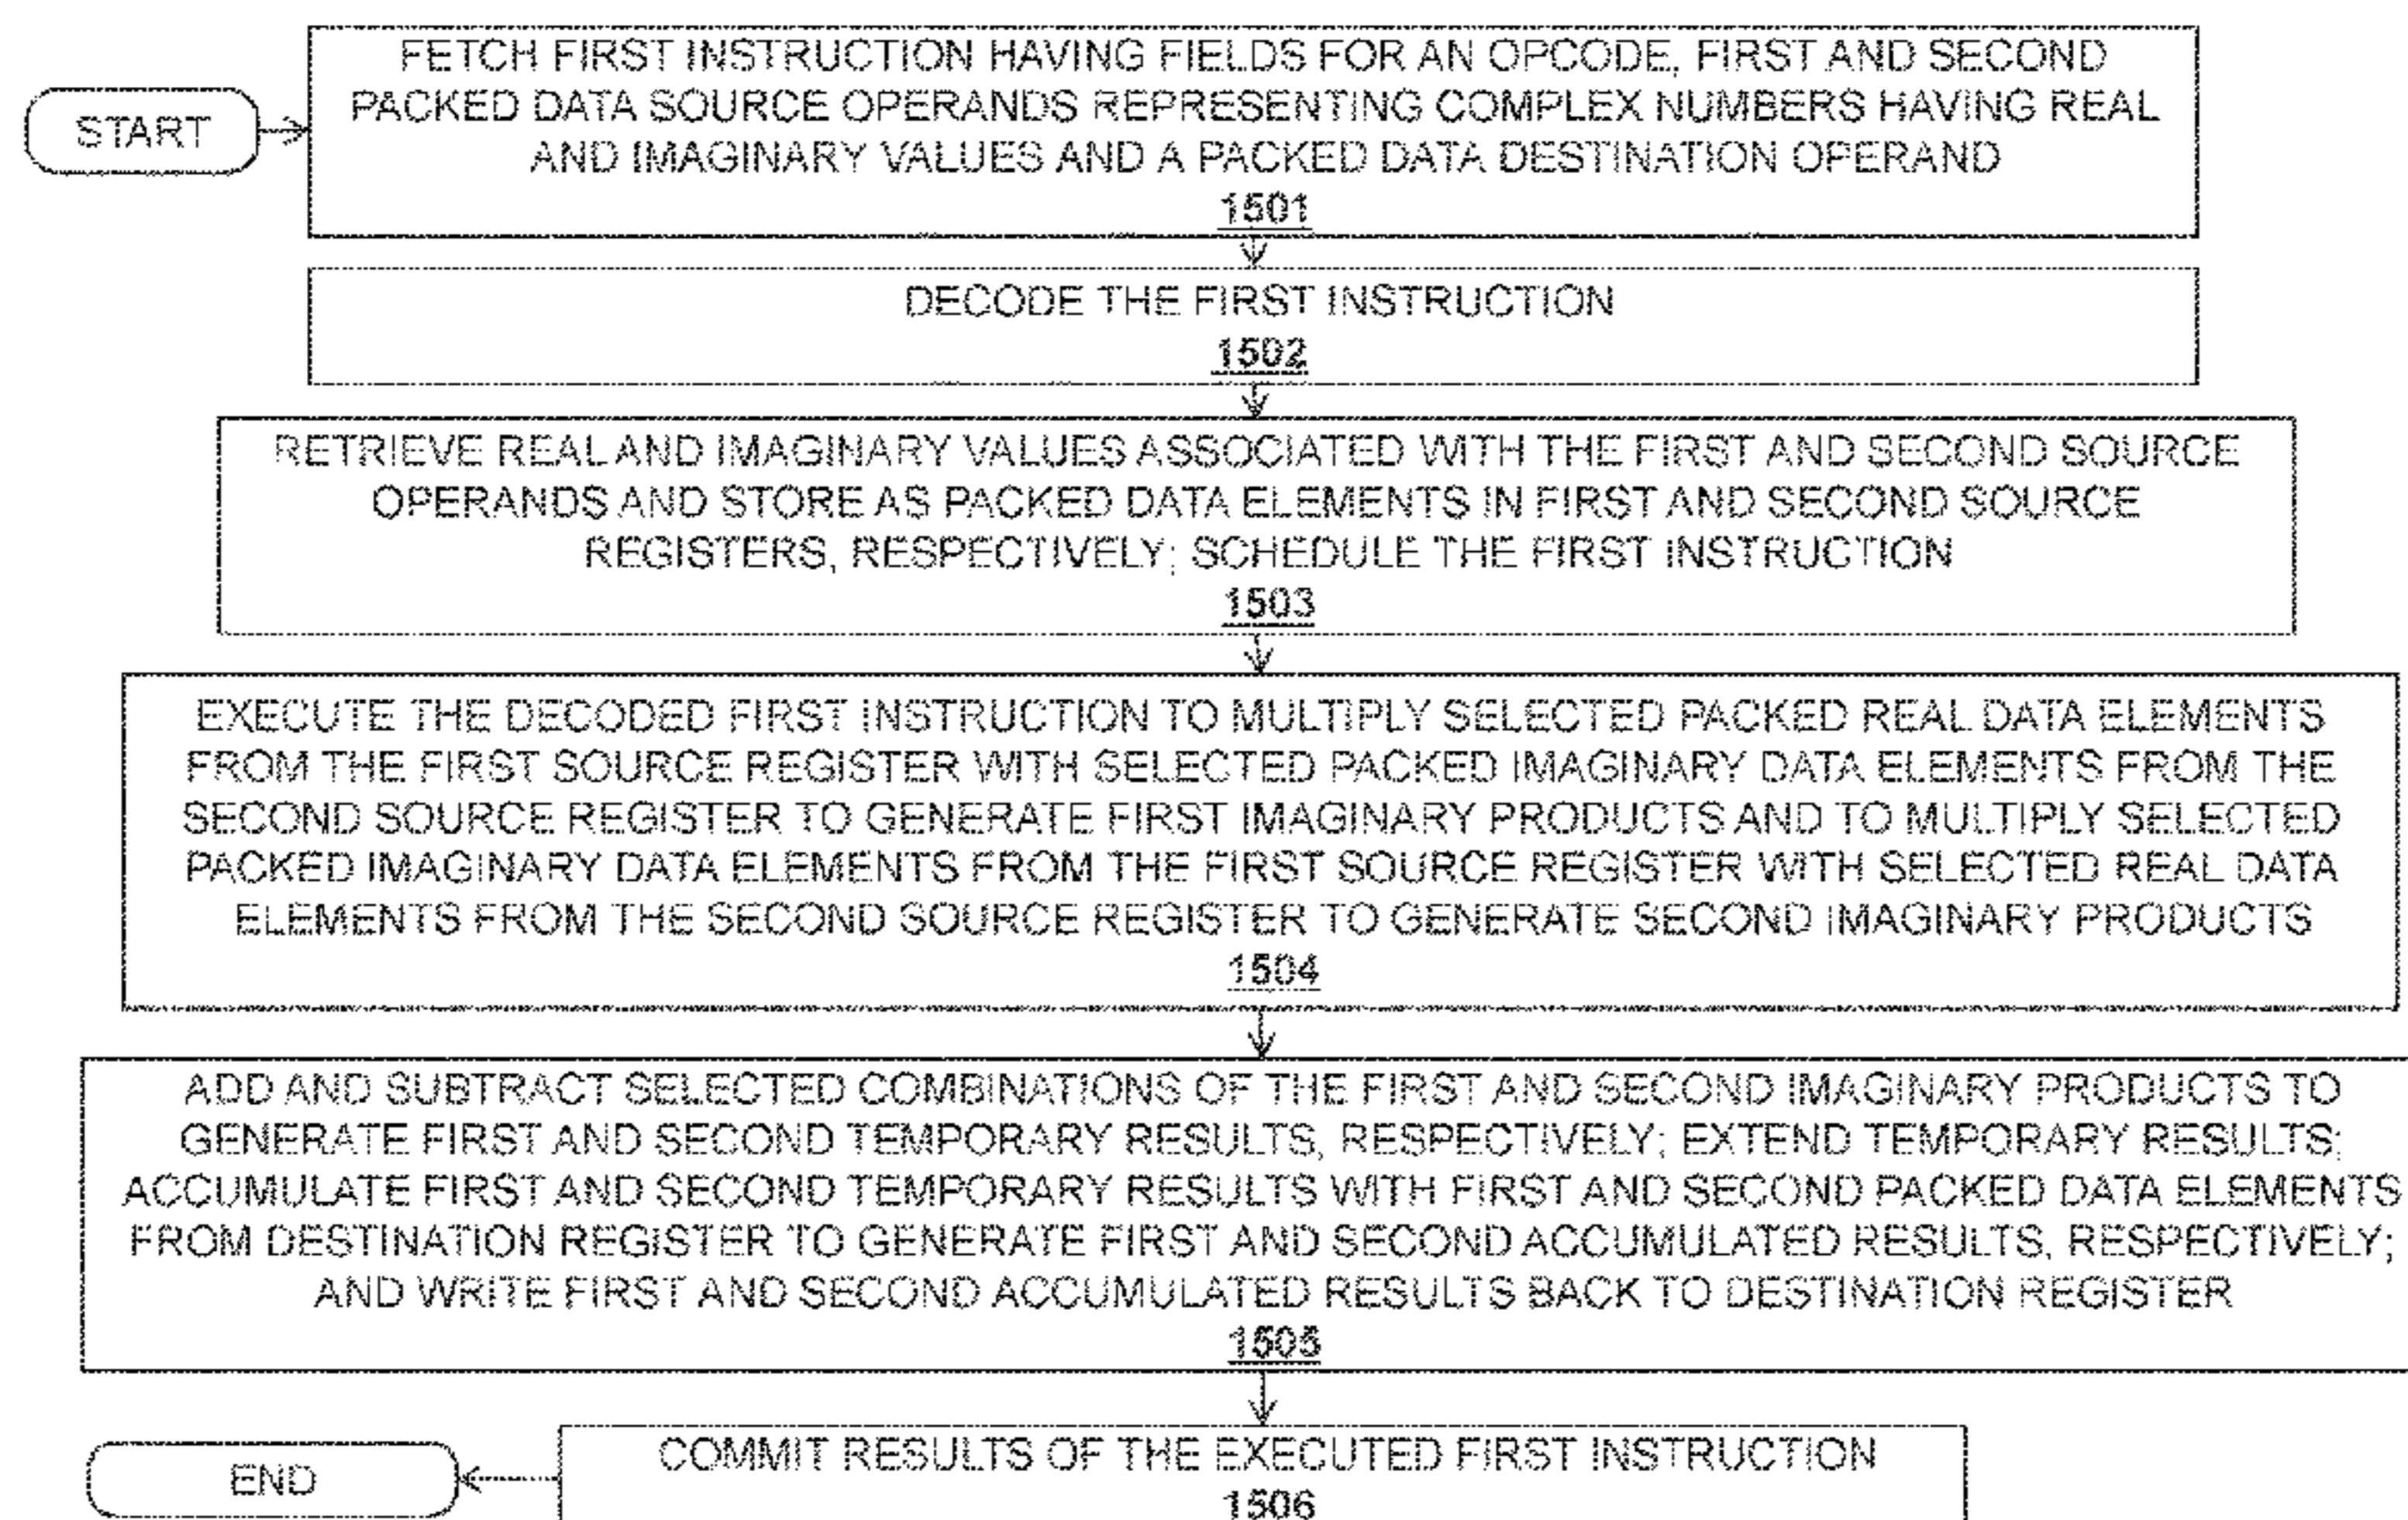 START
FETCH FIRST INSTRUCTION HAVING FIELDS FOR AN OPCODE, FIRST AND SECOND
PACKED DATA SOURCE OPERANDS REPRESENTING COMPLEX NUMBERS HAVING REAL
AND IMAGINARY VALUES AND A PACKED DATA DESTINATION OPERAND
1501
DECODE THE FIRST INSTRUCTION
1502
RETRIEVE REAL AND IMAGINARY VALUES ASSOCIATED WITH THE FIRST AND SECOND SOURCE
OPERANDS AND STORE AS PACKED DATA ELEMENTS IN FIRST AND SECOND SOURCE
REGISTERS, RESPECTIVELY; SCHEDULE THE FIRST INSTRUCTION
1503
EXECUTE THE DECODED FIRST INSTRUCTION TO MULTIPLY SELECTED PACKED REAL DATA ELEMENTS
FROM THE FIRST SOURCE REGISTER WITH SELECTED PACKED IMAGINARY DATA ELEMENTS FROM THE
SECOND SOURCE REGISTER TO GENERATE FIRST IMAGINARY PRODUCTS AND TO MULTIPLY SELECTED
PACKED IMAGINARY DATA ELEMENTS FROM THE FIRST SOURCE REGISTER WITH SELECTED REAL DATA
ELEMENTS FROM THE SECOND SOURCE REGISTER TO GENERATE SECOND IMAGINARY PRODUCTS
1504
ADD AND SUBTRACT SELECTED COMBINATIONS OF THE FIRST AND SECOND IMAGINARY PRODUCTS TO
GENERATE FIRST AND SECOND TEMPORARY RESULTS, RESPECTIVELY; EXTEND TEMPORARY RESULTS;
ACCUMULATE FIRST AND SECOND TEMPORARY RESULTS WITH FIRST AND SECOND PACKED DATA ELEMENTS
FROM DESTINATION REGISTER TO GENERATE FIRST AND SECOND ACCUMULATED RESULTS, RESPECTIVELY;
AND WRITE FIRST AND SECOND ACCUMULATED RESULTS BACK TO DESTINATION REGISTER
1505
COMMIT RESULTS OF THE EXECUTED FIRST INSTRUCTION
1506
END